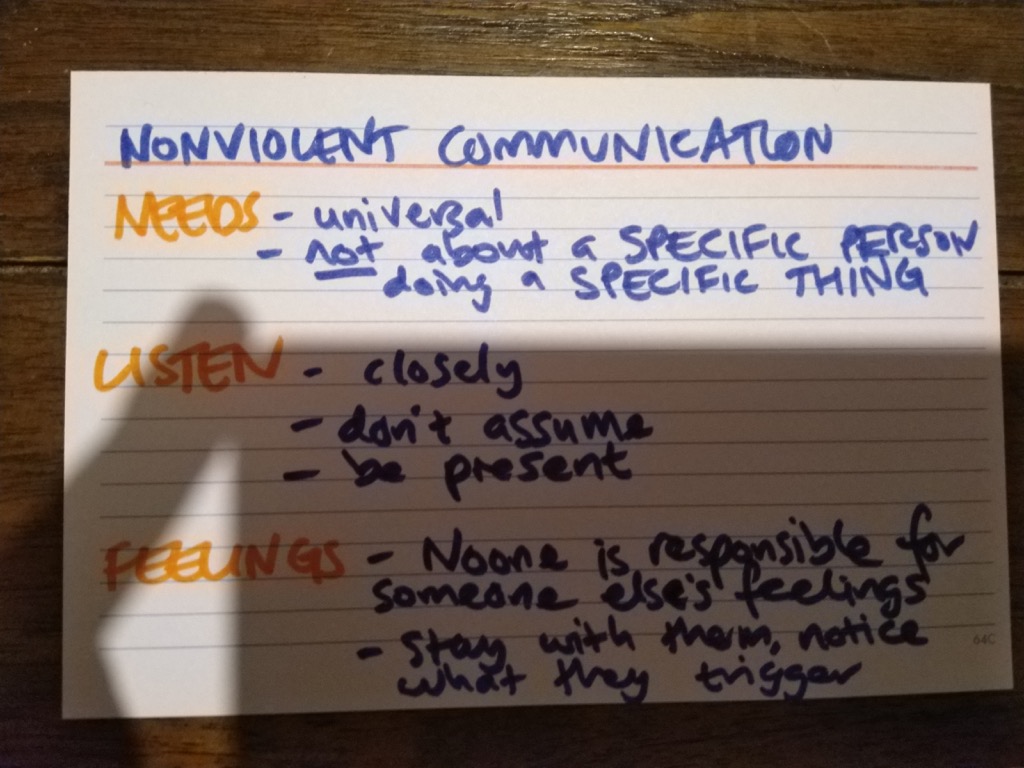 NONVIOLENT COMMUNICATION
NEEDS - universal
- not about a SPECIFIC PERSON
doing a SPECIFIC THING
LISTEN - closely
- don't assume
- be present
FEELINGS - Noone is responsible for
someone else's feelings
- stay with them, notice
what they trigger
64C